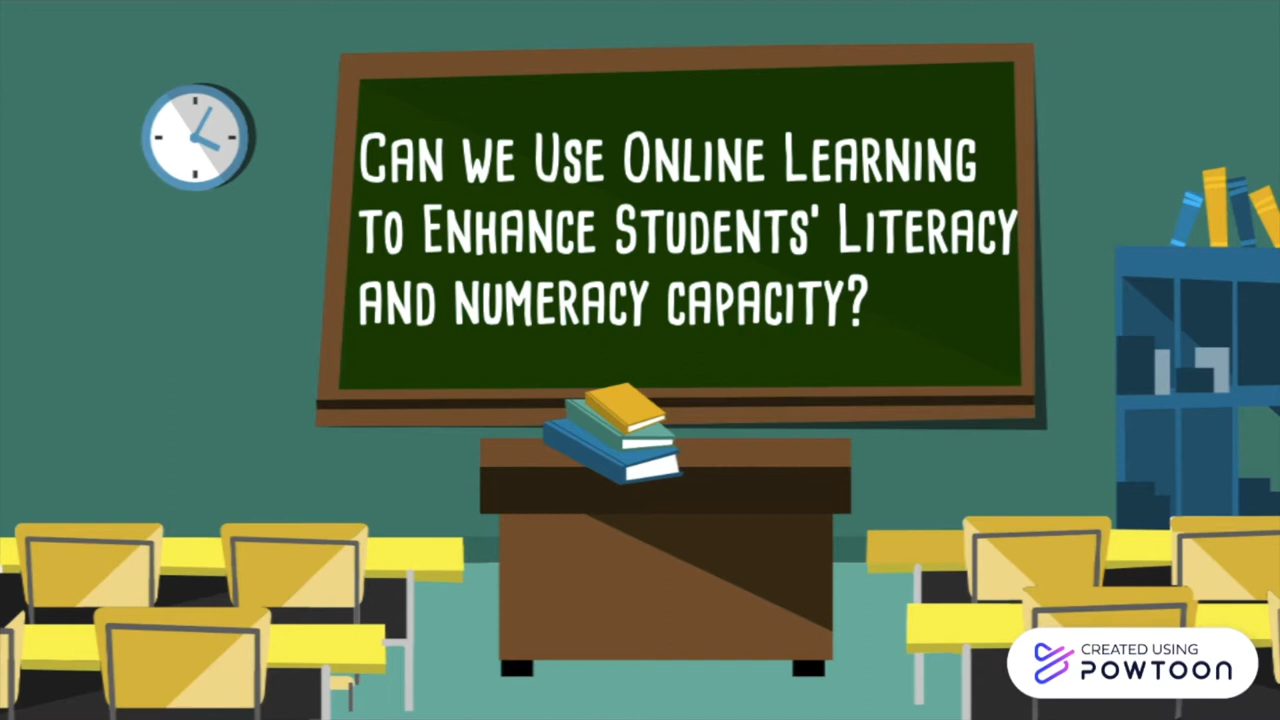 Can we Use Online Learning
to Enhance Students' Literacy
and numeracy capacity?
CREATED USING
POWTOON